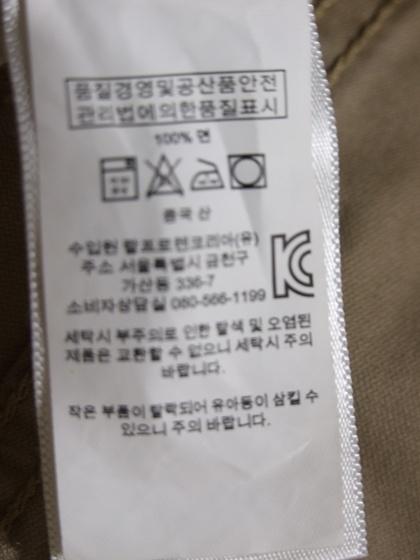 품질경영및공산품안전
관리법에의한품질표시
100% 면
중국 산
수입원 랄프로렌코리아(유)
주소 서울특별시 금천구
가산동 336-7
소비자상담실 080-566-1199
세탁시 부주의로 인한 탈색 및 오염된
제품은 교환할 수 없으니 세탁시 주의
바랍니다.
작은 부품이 탈락되어 유아동이 삼킬 수
있으니 주의 바랍니다.